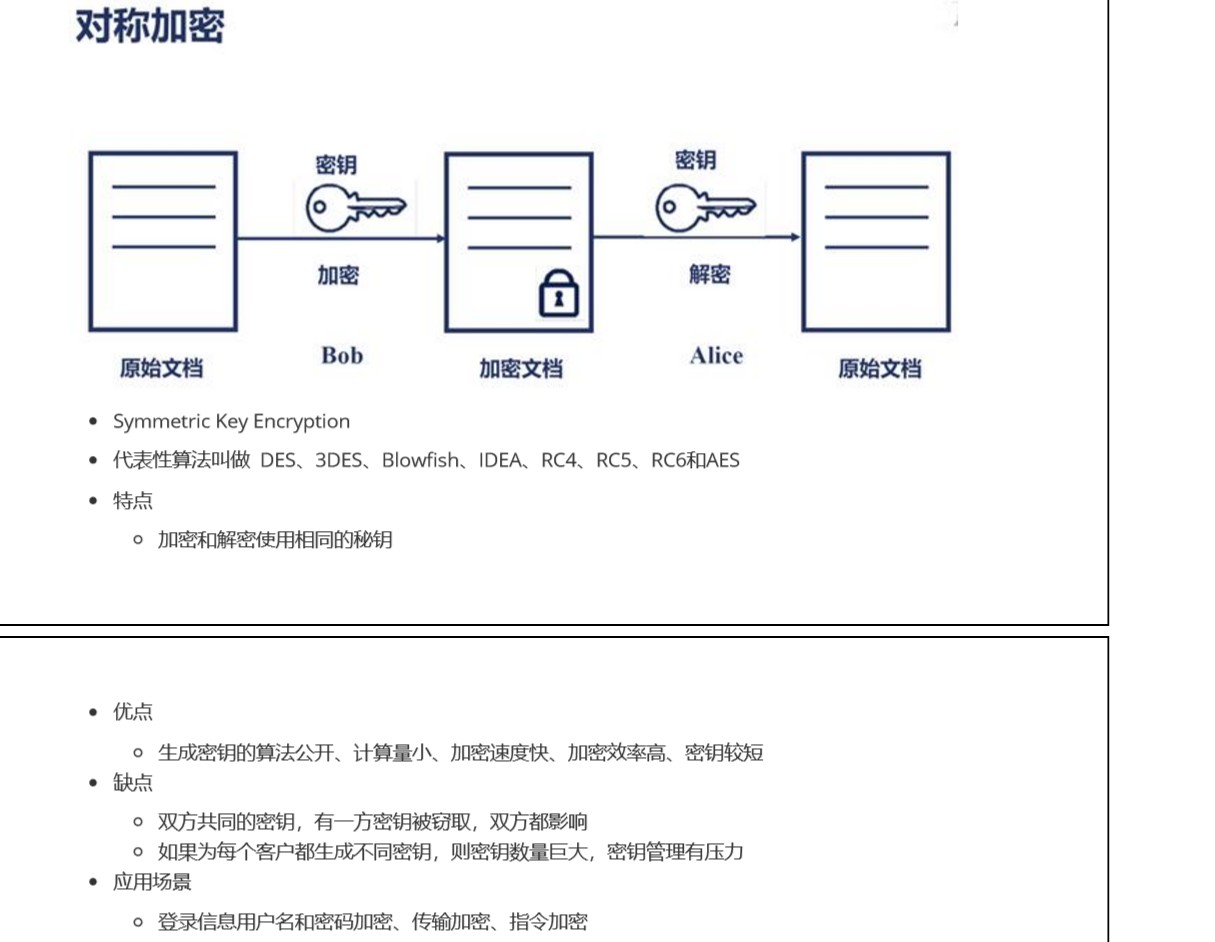 对称加密
密钥
密钥
加密
解密
Bob
Alice
原始文档
加密文档
原始文档
Symmetric Key Encryption
代表性算法叫做 DES、3DES、Blowfish、IDEA、RC4、RC5、RC6和AES
特点
加密和解密使用相同的秘钥
优点
生成密钥的算法公开、计算量小、加密速度快、加密效率高、密钥较短
缺点
双方共同的密钥，有一方密钥被窃取，双方都影响
如果为每个客户都生成不同密钥，则密钥数量巨大，密钥管理有压力
应用场景
登录信息用户名和密码加密、传输加密、指令加密